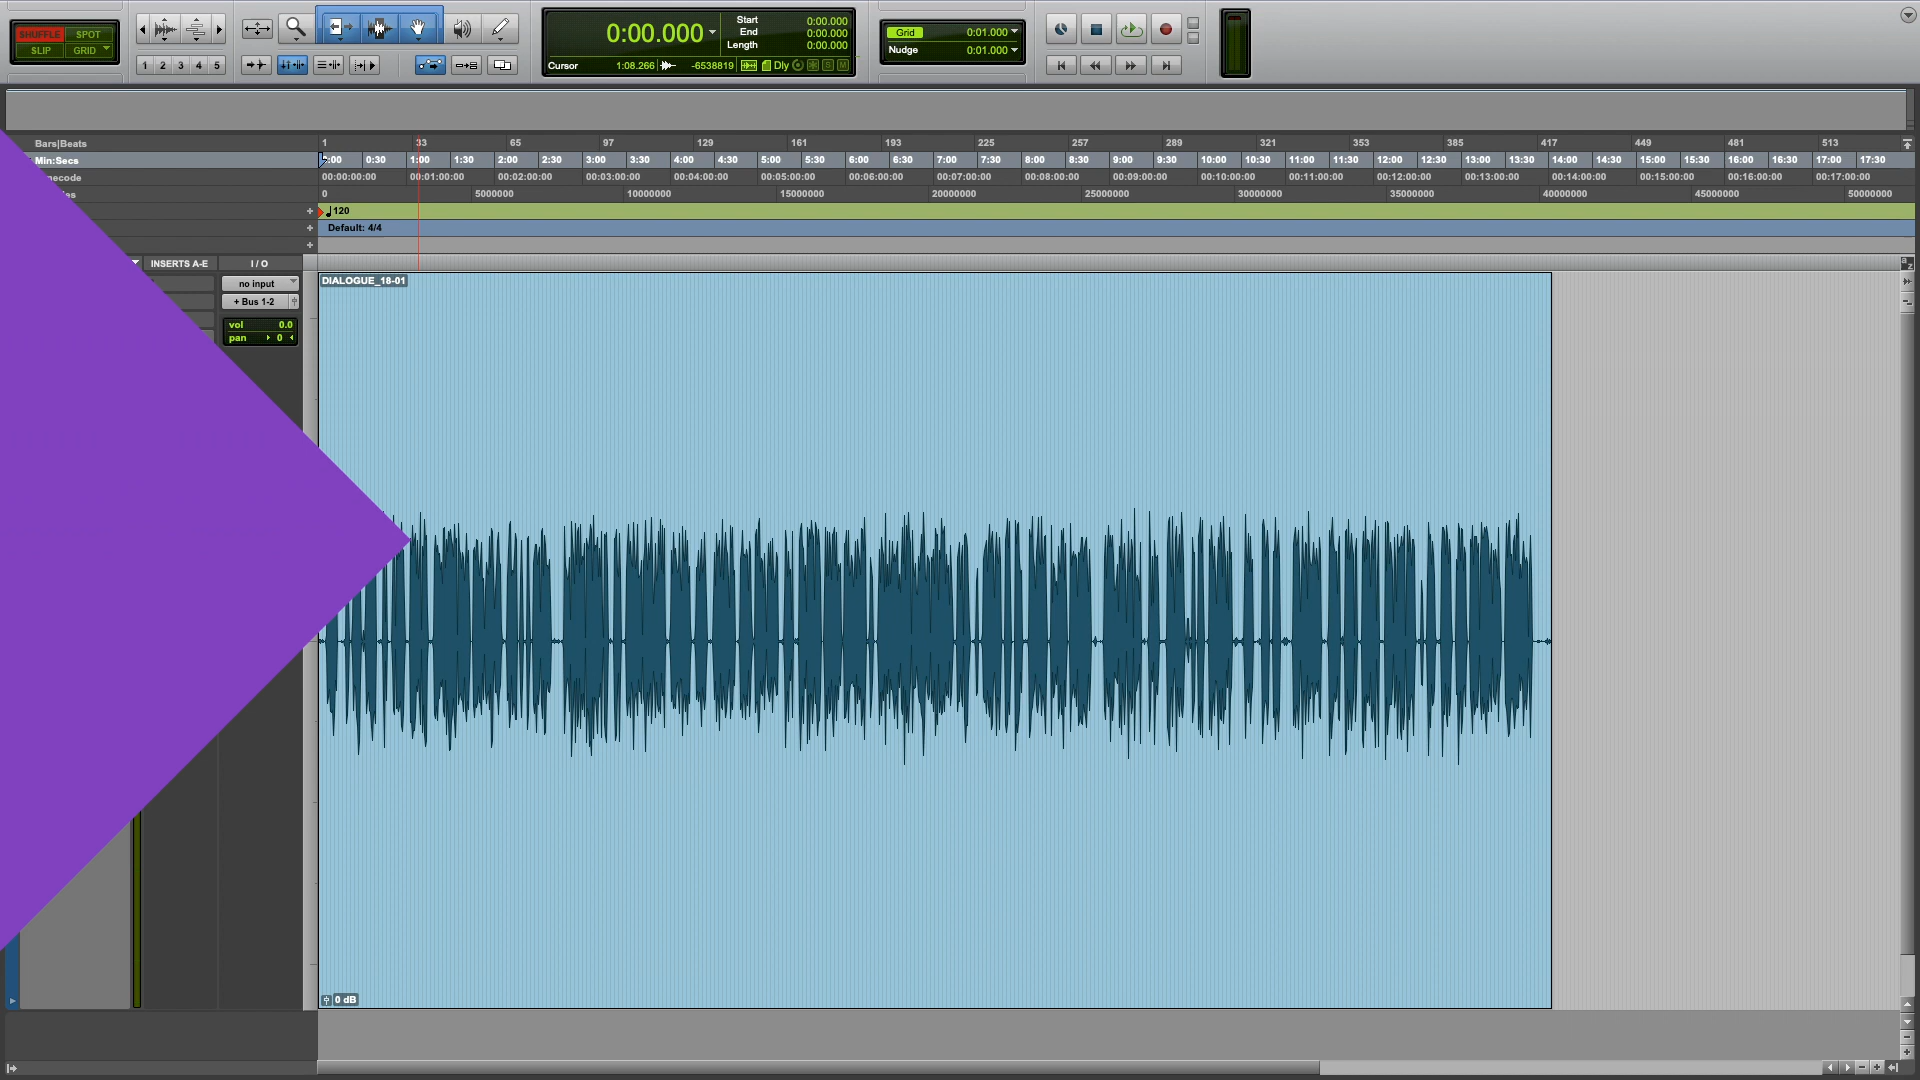 SHUFFLE SPOT
SLIP GRID
1 2 3 4 5
0:00.000
Start 0:00.000
End 0:00.000
Length 0:00.000
Cursor 1:08.266 -6538819 Dly S M
Grid 0:01.000
Nudge 0:01.000
Bars|Beats 1 33 65 97 129 161 193 225 257 289 321 353 385 417 449 481 513
Min:Secs :00 0:30 1:00 1:30 2:00 2:30 3:00 3:30 4:00 4:30 5:00 5:30 6:00 6:30 7:00 7:30 8:00 8:30 9:00 9:30 10:00 10:30 11:00 11:30 12:00 12:30 13:00 13:30 14:00 14:30 15:00 15:30 16:00 16:30 17:00 17:30
mecode 00:00:00:00 00:01:00:00 00:02:00:00 00:03:00:00 00:04:00:00 00:05:00:00 00:06:00:00 00:07:00:00 00:08:00:00 00:09:00:00 00:10:00:00 00:11:00:00 00:12:00:00 00:13:00:00 00:14:00:00 00:15:00:00 00:16:00:00 00:17:00:00
es 0 5000000 10000000 15000000 20000000 25000000 30000000 35000000 40000000 45000000 50000000
+ 120
+ Default: 4/4
+
INSERTS A-E I / O
DIALOGUE_18-01
no input
+ Bus 1-2
vol 0.0
pan 0
0 dB